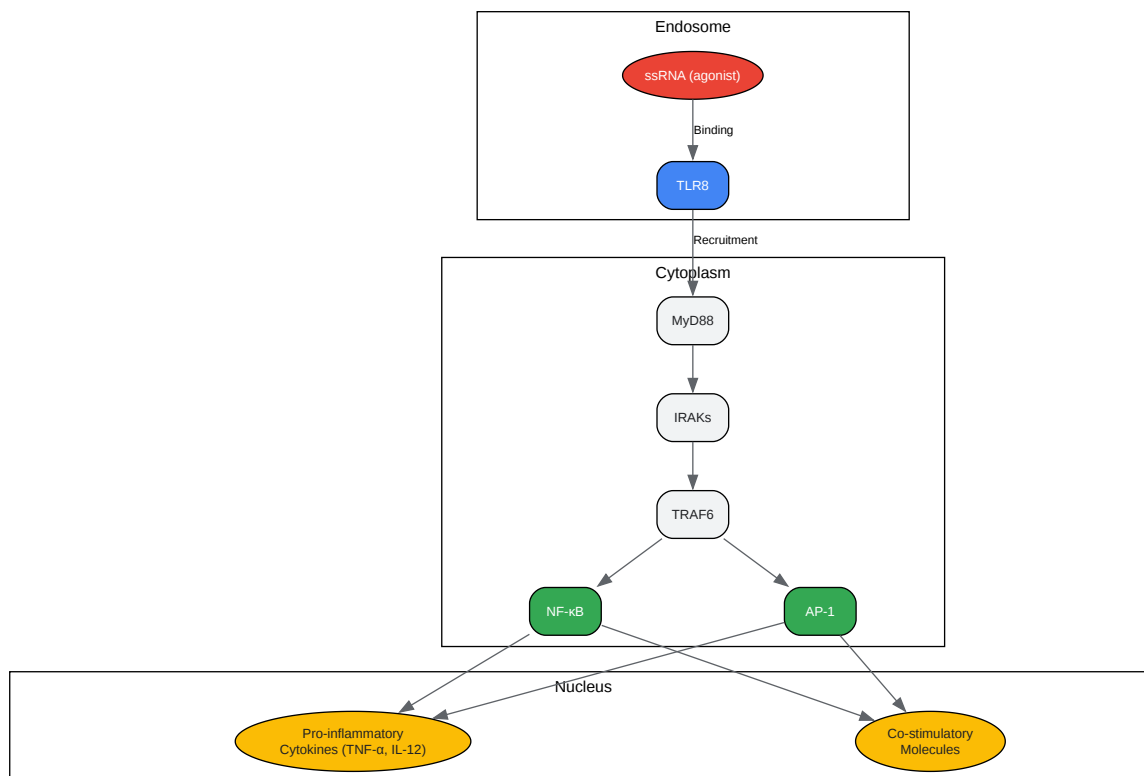 Endosome
ssRNA (agonist)
Binding
TLR8
Recruitment
Cytoplasm
MyD88
IRAKs
TRAF6
NF-κB
AP-1
Nucleus
Pro-inflammatory
Cytokines (TNF-α, IL-12)
Co-stimulatory
Molecules